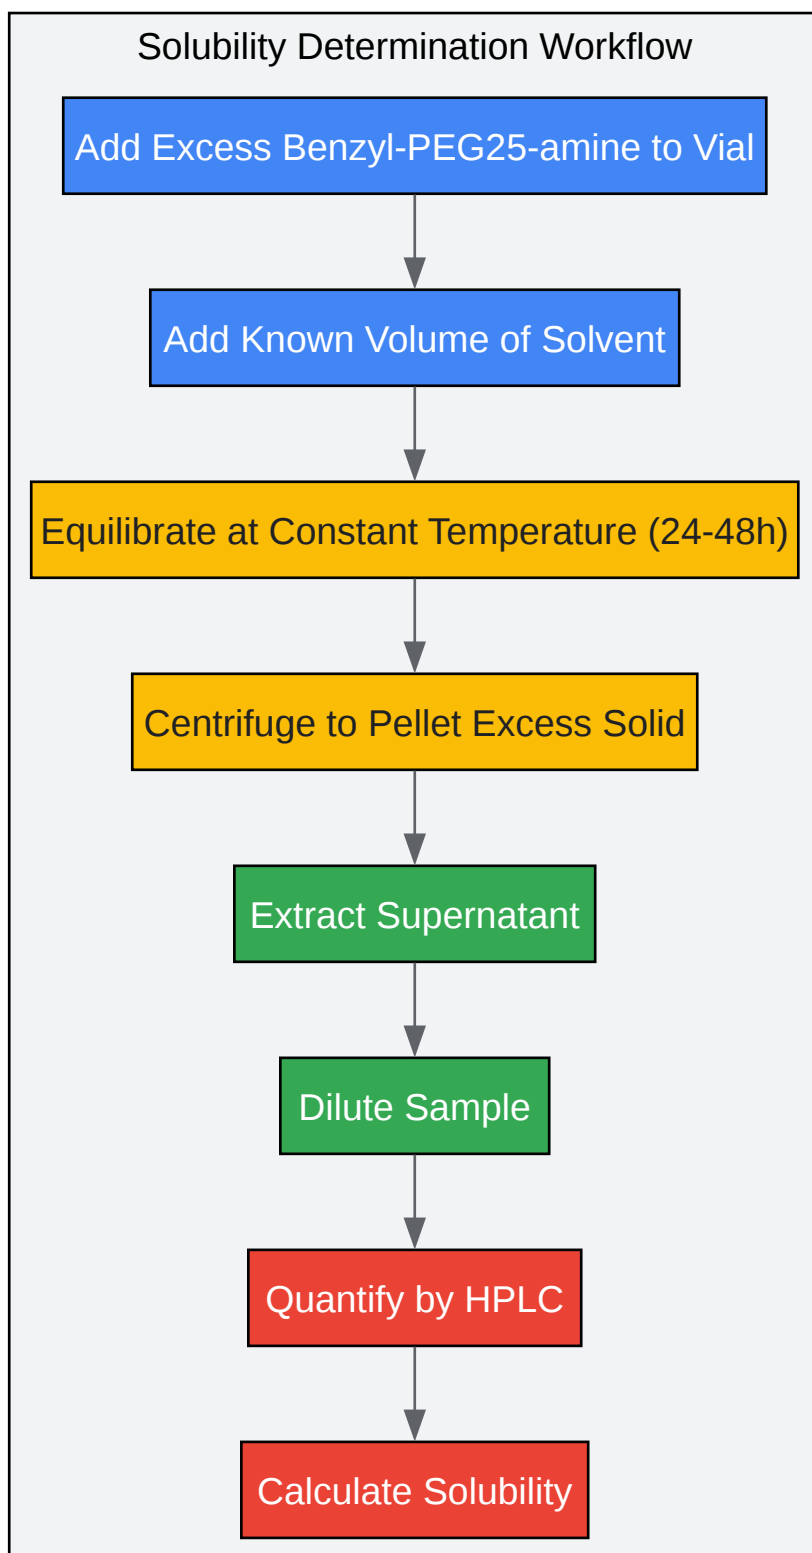 Solubility Determination Workflow
Add Excess Benzyl-PEG25-amine to Vial
Add Known Volume of Solvent
Equilibrate at Constant Temperature (24-48h)
Centrifuge to Pellet Excess Solid
Extract Supernatant
Dilute Sample
Quantify by HPLC
Calculate Solubility